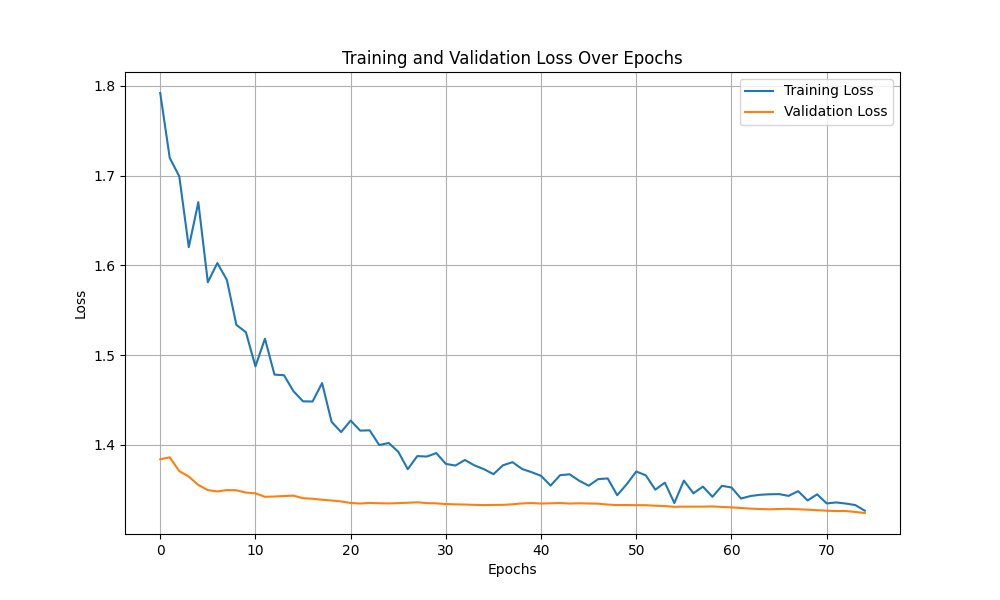 Training and Validation Loss Over Epochs
Training Loss
Validation Loss
1.8
1.7
1.6
1.5
1.4
Loss
0 10 20 30 40 50 60 70
Epochs